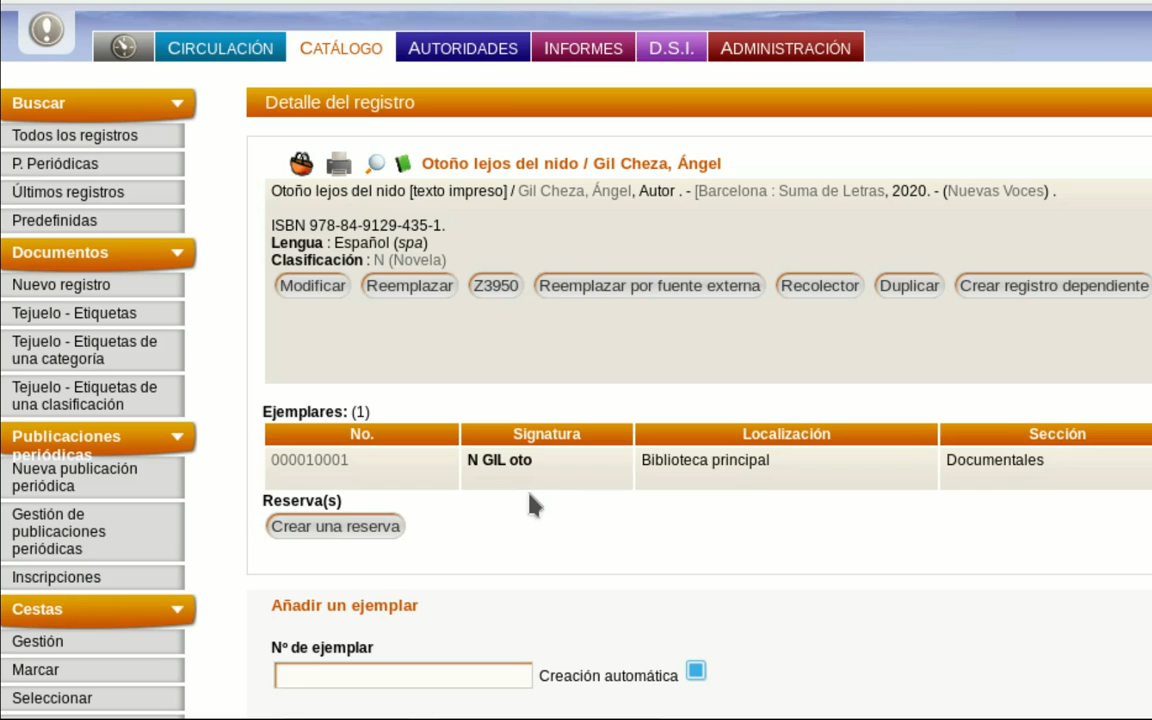 CIRCULACIÓN CATÁLOGO AUTORIDADES INFORMES D.S.I. ADMINISTRACIÓN
Buscar
Todos los registros
P. Periódicas
Últimos registros
Predefinidas
Documentos
Nuevo registro
Tejuelo - Etiquetas
Tejuelo - Etiquetas de
una categoría
Tejuelo - Etiquetas de
una clasificación
Publicaciones
periódicas
Nueva publicación
periódica
Gestión de
publicaciones
periódicas
Inscripciones
Cestas
Gestión
Marcar
Seleccionar
Detalle del registro
Otoño lejos del nido / Gil Cheza, Ángel
Otoño lejos del nido [texto impreso] / Gil Cheza, Ángel, Autor . - [Barcelona : Suma de Letras, 2020. - (Nuevas Voces) .
ISBN 978-84-9129-435-1.
Lengua : Español (spa)
Clasificación : N (Novela)
Modificar Reemplazar Z3950 Reemplazar por fuente externa Recolector Duplicar Crear registro dependiente
Ejemplares: (1)
No. Signatura Localización Sección
000010001 N GIL oto Biblioteca principal Documentales
Reserva(s)
Crear una reserva
Añadir un ejemplar
Nº de ejemplar
Creación automática